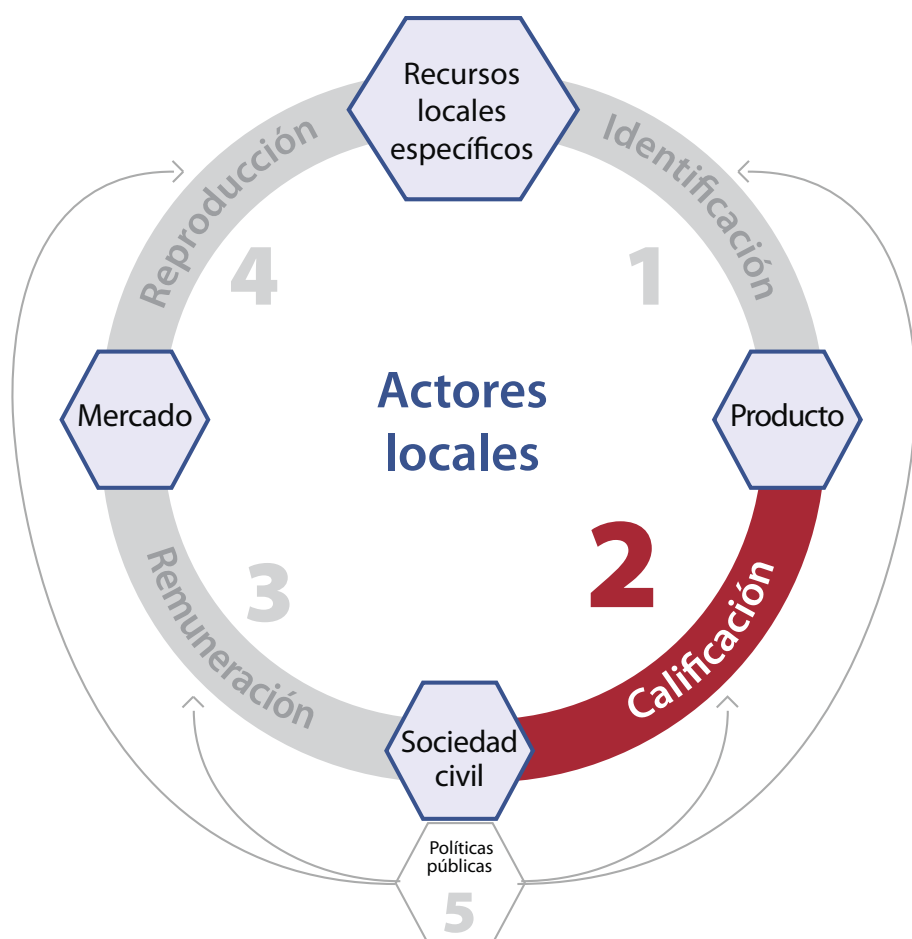 Recursos
locales
específicos
Identificación
1
Producto
2
Calificación
Sociedad
civil
3
Remuneración
Mercado
4
Reproducción
Actores
locales
Políticas
públicas
5